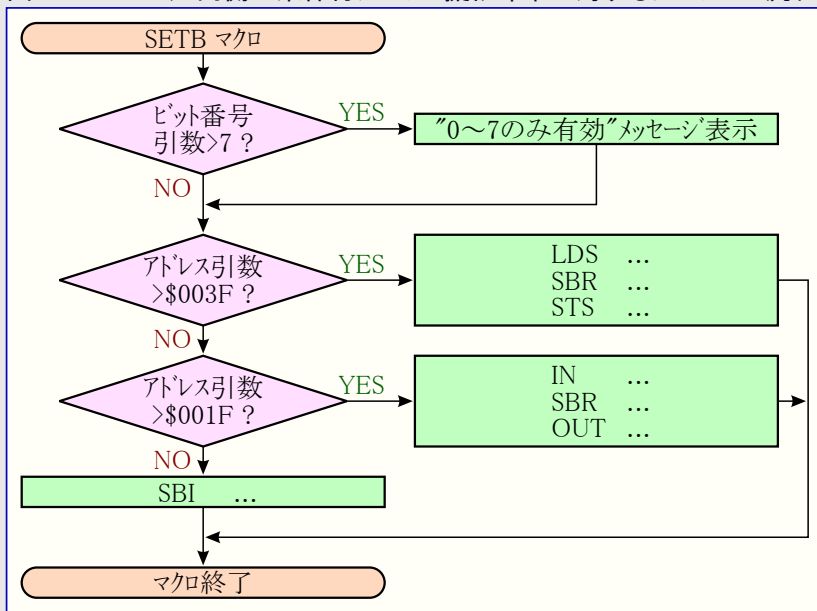 SETB マクロ
ビット番号
引数>7 ?
YES
"0～7のみ有効"メッセージ表示
NO
アドレス引数
>$003F ?
YES
LDS ...
SBR ...
STS ...
NO
アドレス引数
>$001F ?
YES
IN ...
SBR ...
OUT ...
NO
SBI ...
マクロ終了